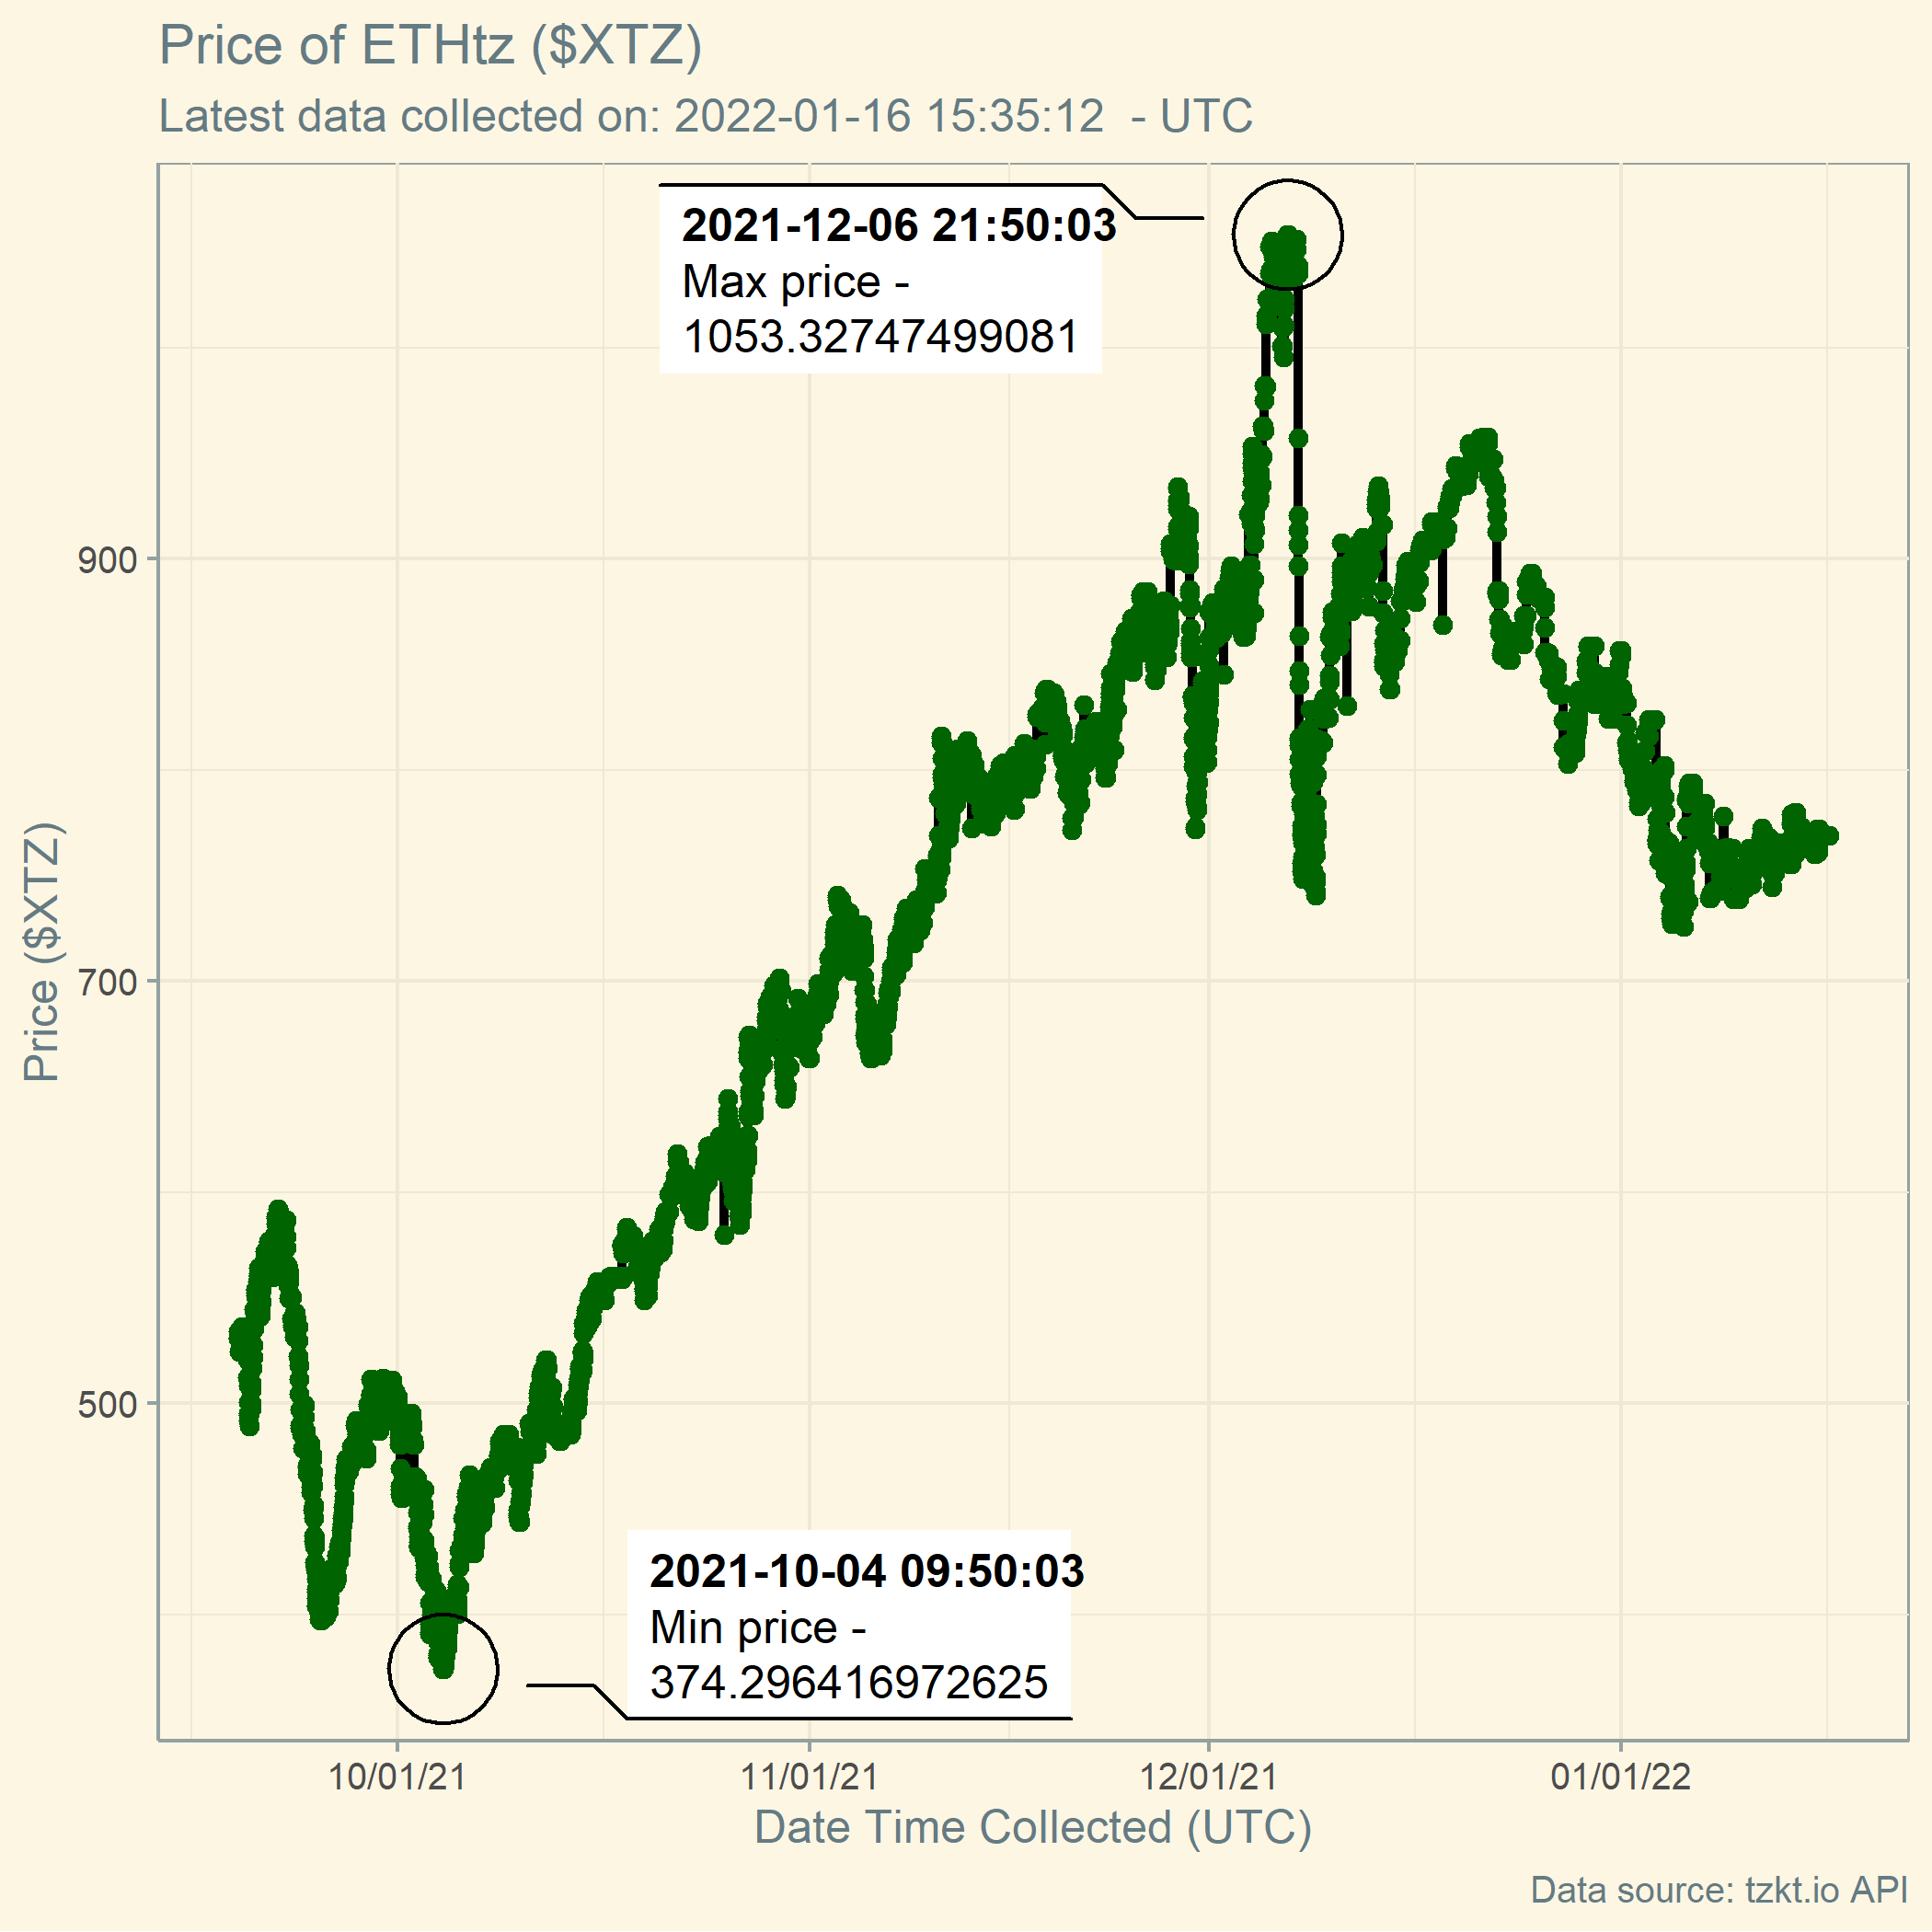 Price of ETHtz ($XTZ)
Latest data collected on: 2022-01-16 15:35:12  - UTC
2021-12-06 21:50:03
Max price -
1053.32747499081
900
700
500
Price ($XTZ)
2021-10-04 09:50:03
Min price -
374.296416972625
10/01/21
11/01/21
12/01/21
01/01/22
Date Time Collected (UTC)
Data source: tzkt.io API